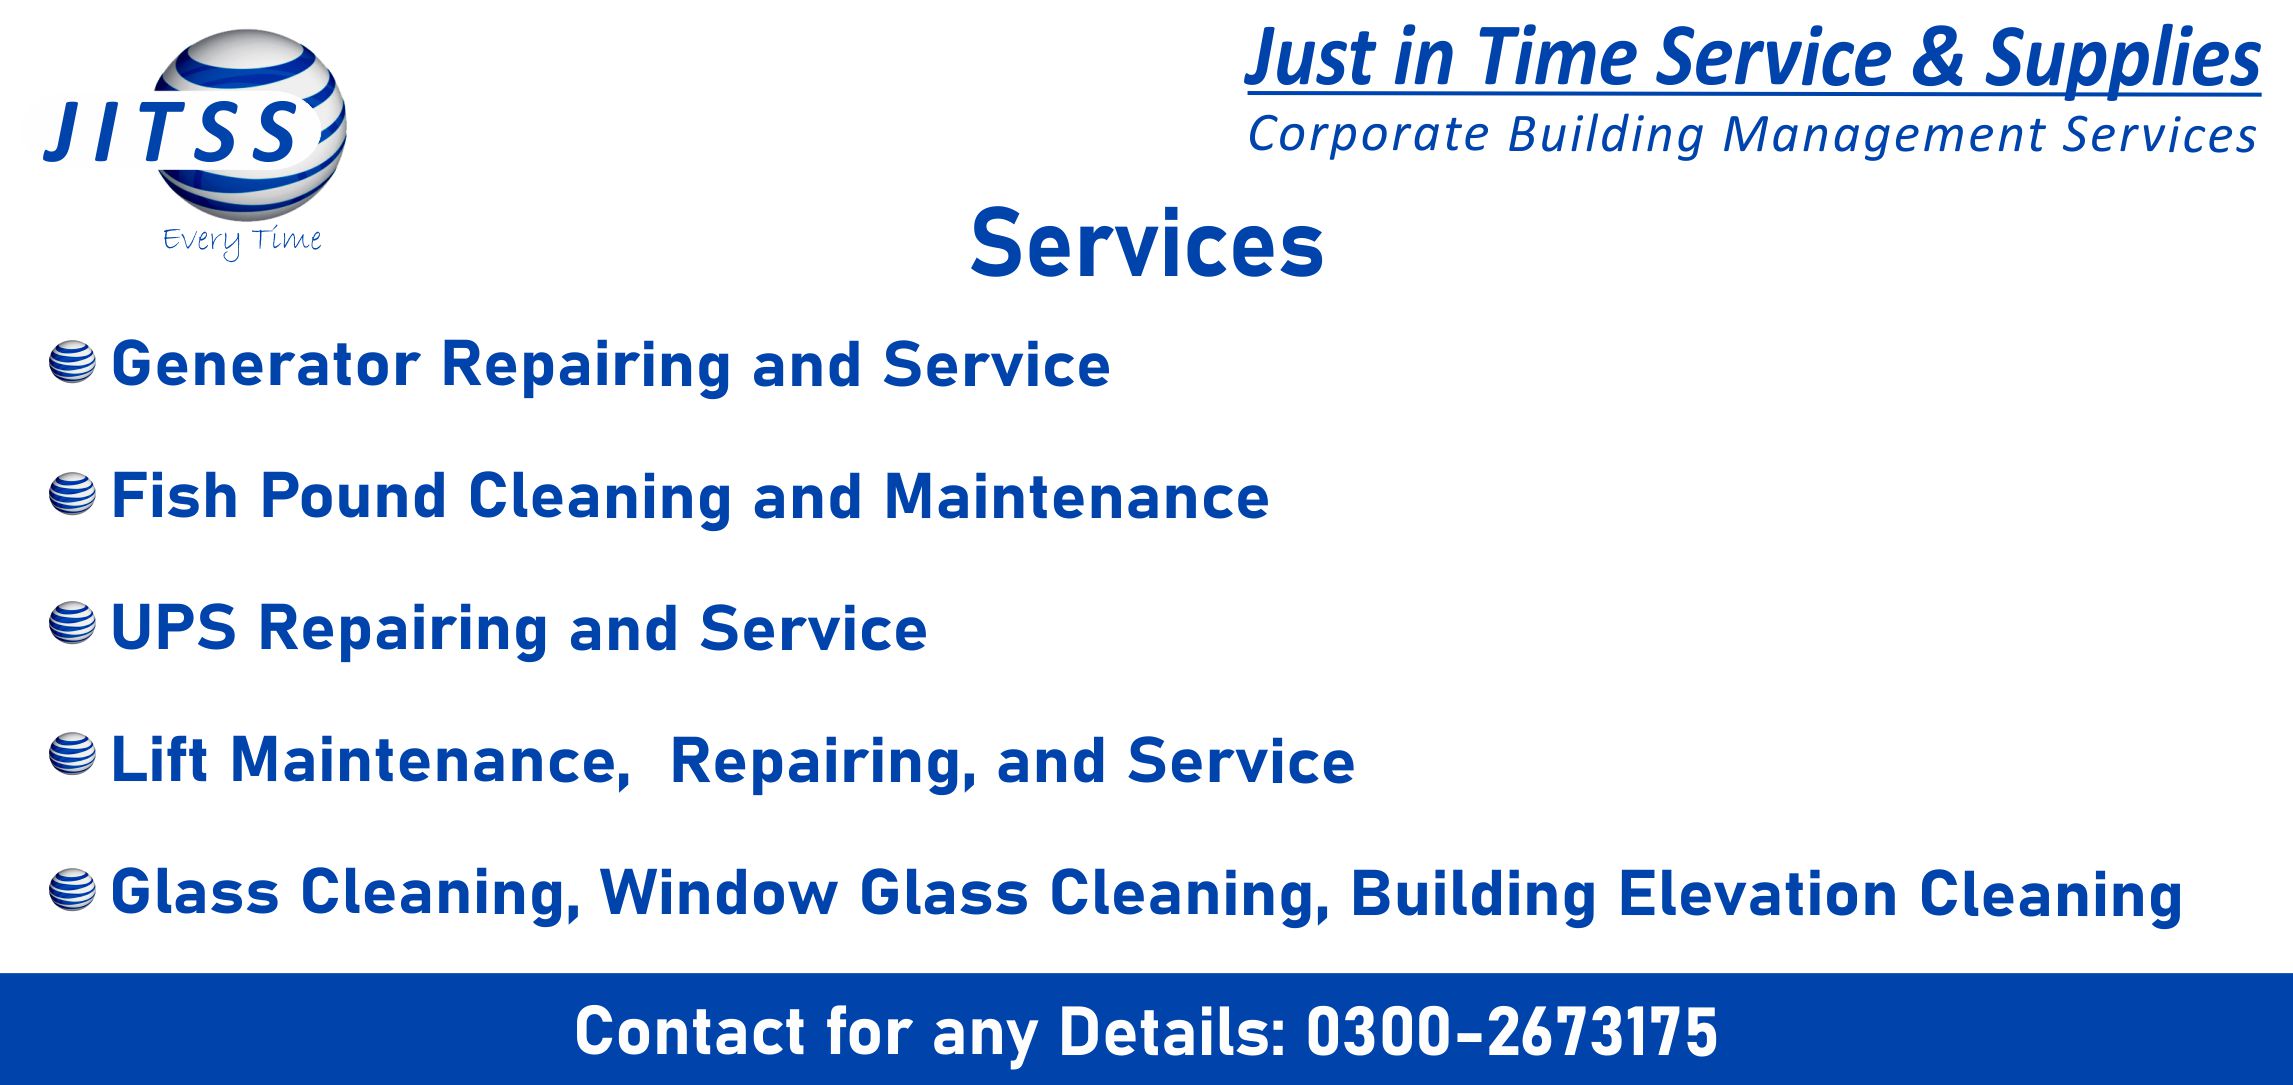 JITSS
Every Time
Just in Time Service & Supplies
Corporate Building Management Services
Services
Generator Repairing and Service
Fish Pound Cleaning and Maintenance
UPS Repairing and Service
Lift Maintenance,  Repairing, and Service
Glass Cleaning, Window Glass Cleaning, Building Elevation Cleaning
Contact for any Details: 0300-2673175